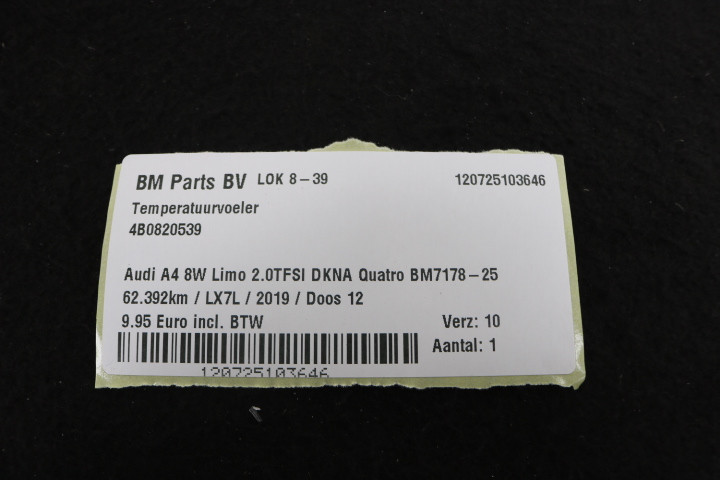 BM Parts BV LOK 8-39 120725103646
Temperatuurvoeler
4B0820539
Audi A4 8W Limo 2.0TFSI DKNA Quatro BM7178-25
62.392km / LX7L / 2019 / Doos 12
9.95 Euro incl. BTW Verz: 10
Aantal: 1
120725103646